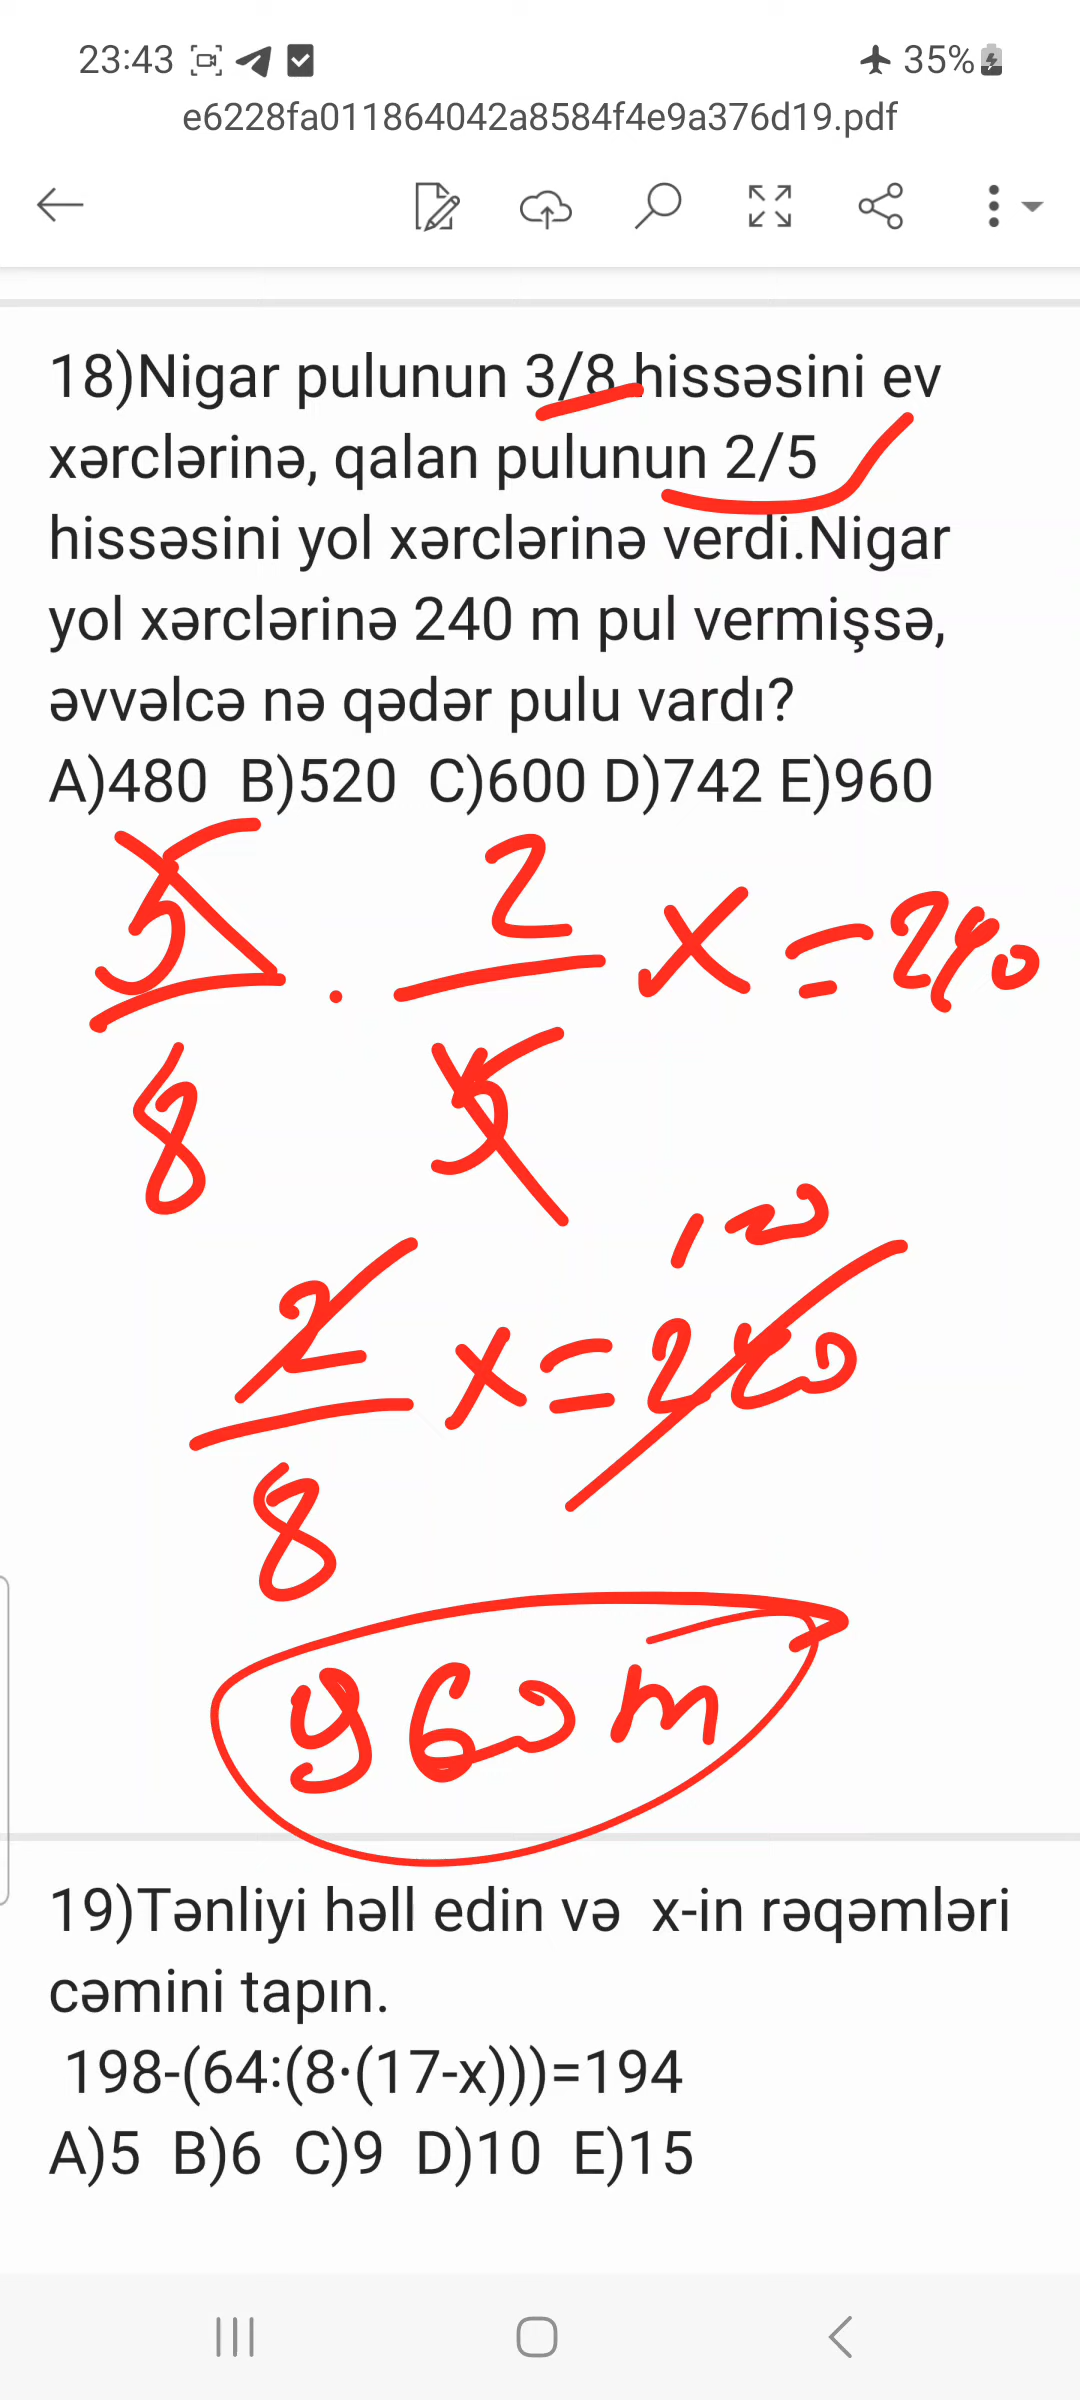 23:43 35%
e6228fa011864042a8584f4e9a376d19.pdf
18)Nigar pulunun 3/8 hissəsini ev
xərclərinə, qalan pulunun 2/5
hissəsini yol xərclərinə verdi.Nigar
yol xərclərinə 240 m pul vermişsə,
əvvəlcə nə qədər pulu vardı?
A)480 B)520 C)600 D)742 E)960
5/8 · 2/5 x = 240
120
2/8 x = 240
960 m
19)Tənliyi həll edin və x-in rəqəmləri
cəmini tapın.
198-(64:(8·(17-x)))=194
A)5 B)6 C)9 D)10 E)15